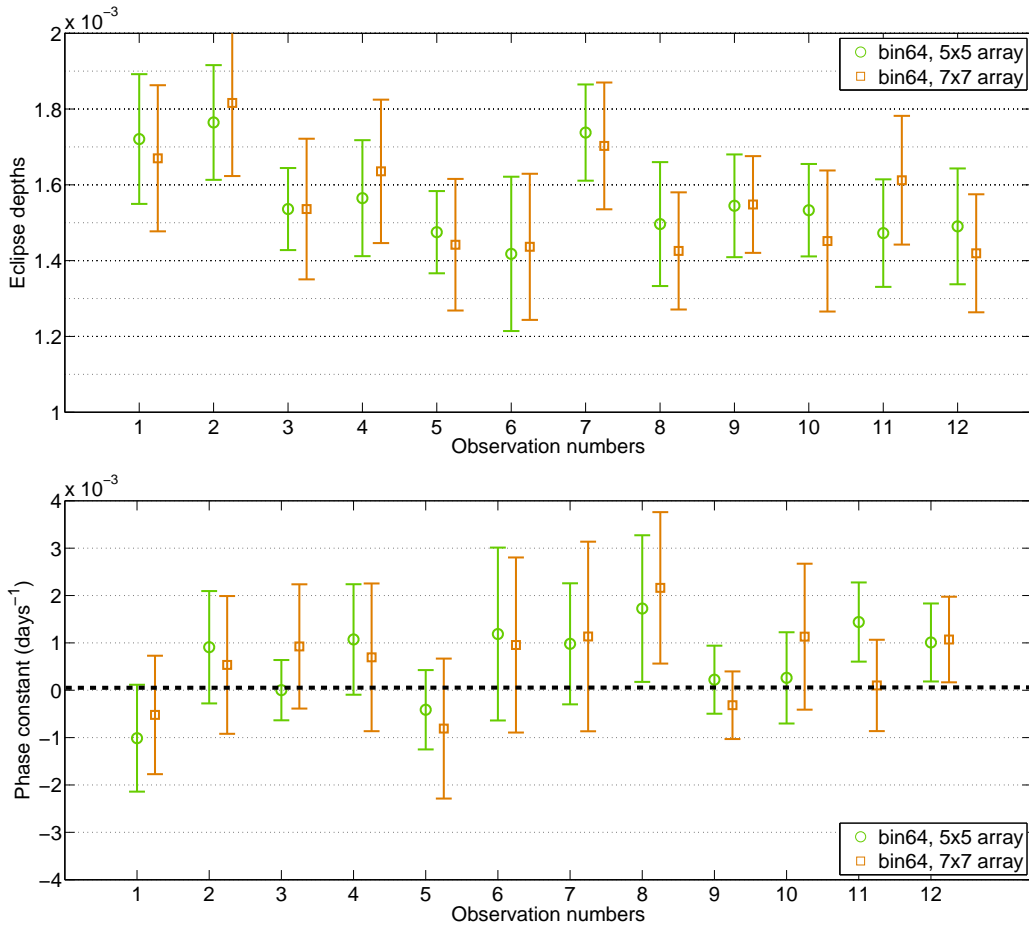 x 10−3
2
1.8
1.6
1.4
1.2
1
Eclipse depths
bin64, 5x5 array
bin64, 7x7 array
1 2 3 4 5 6 7 8 9 10 11 12
Observation numbers
x 10−3
4
3
2
1
0
−1
−2
−3
−4
Phase constant (days−1)
bin64, 5x5 array
bin64, 7x7 array
1 2 3 4 5 6 7 8 9 10 11 12
Observation numbers